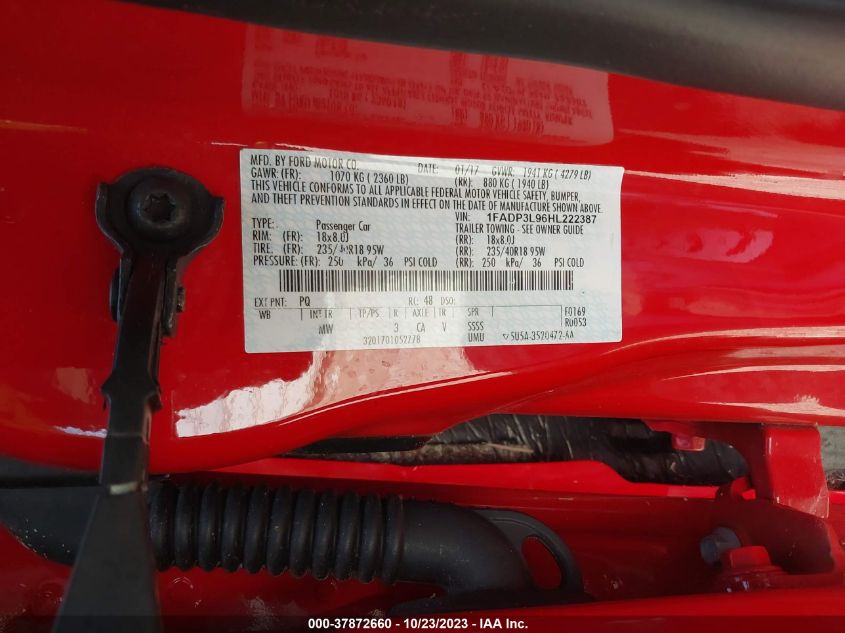 MFD. BY FORD MOTOR CO. DATE: 01/17 GVWR: 1941 KG ( 4279 LB)
GAWR: (FR): 1070 KG ( 2360 LB) (RR): 880 KG ( 1940 LB)
THIS VEHICLE CONFORMS TO ALL APPLICABLE FEDERAL MOTOR VEHICLE SAFETY, BUMPER,
AND THEFT PREVENTION STANDARDS IN EFFECT ON THE DATE OF MANUFACTURE SHOWN ABOVE.
VIN: 1FADP3L96HL222387
TYPE: Passenger Car TRAILER TOWING - SEE OWNER GUIDE
RIM: (FR): 18x8.0J (RR): 18x8.0J
TIRE: (FR): 235/40R18 95W (RR): 235/40R18 95W
PRESSURE: (FR): 250 kPa/ 36 PSI COLD (RR): 250 kPa/ 36 PSI COLD
EXT PNT: PQ RC: 48 DSO: F0169
WB INT TR TP/PS R AXLE TR SPR R0053
MW 3 CA V SSSS
3201701052278 UMU 5U5A-3520472-AA
000-37872660 - 10/23/2023 - IAA Inc.